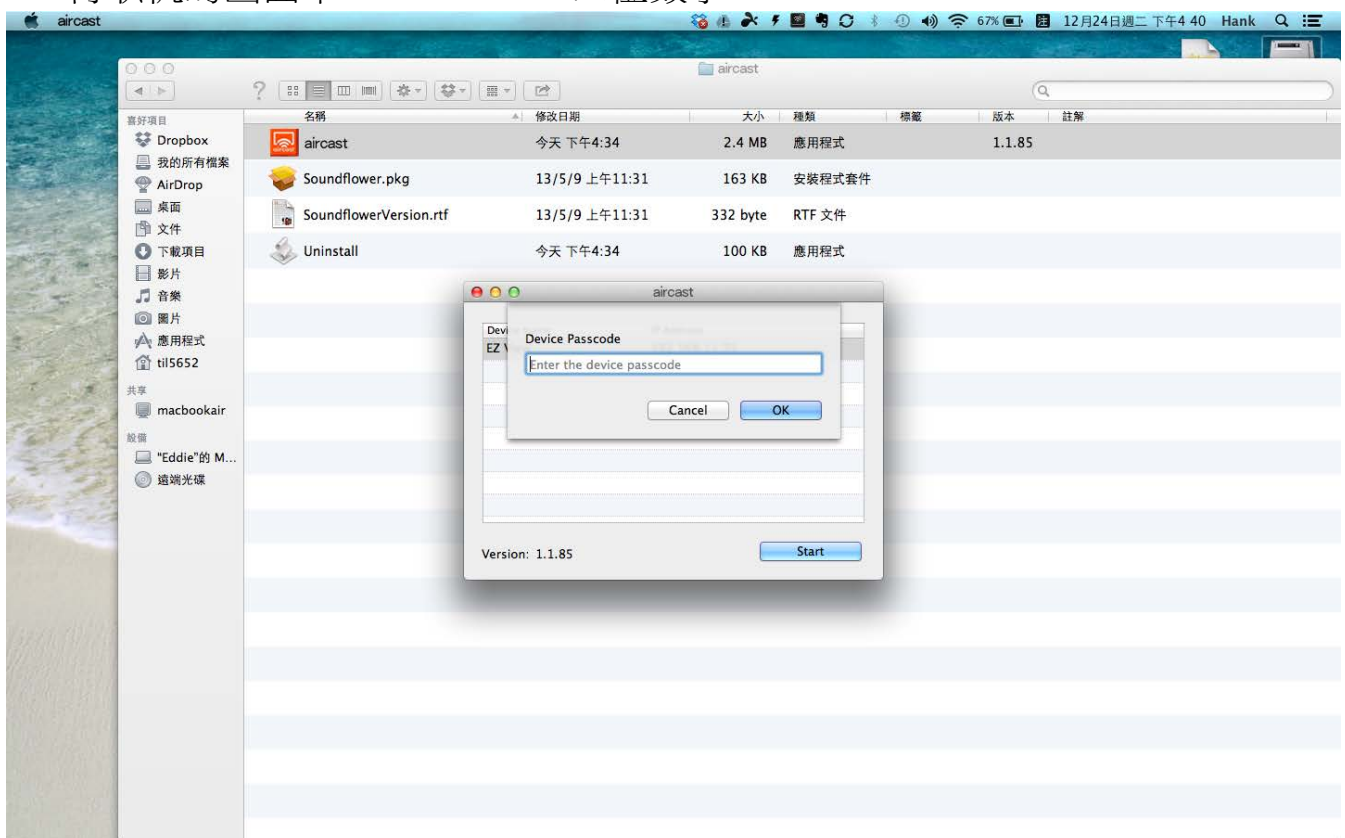 aircast 67% 12月24日週二 下午4 40 Hank
aircast
喜好項目
Dropbox
我的所有檔案
AirDrop
桌面
文件
下載項目
影片
音樂
圖片
應用程式
til5652
共享
macbookair
設備
"Eddie"的 M...
遠端光碟
名稱 修改日期 大小 種類 標籤 版本 註解
aircast 今天 下午4:34 2.4 MB 應用程式 1.1.85
Soundflower.pkg 13/5/9 上午11:31 163 KB 安裝程式套件
SoundflowerVersion.rtf 13/5/9 上午11:31 332 byte RTF 文件
Uninstall 今天 下午4:34 100 KB 應用程式
aircast
Devi
EZ V
Device Passcode
Enter the device passcode
Cancel OK
Version: 1.1.85 Start